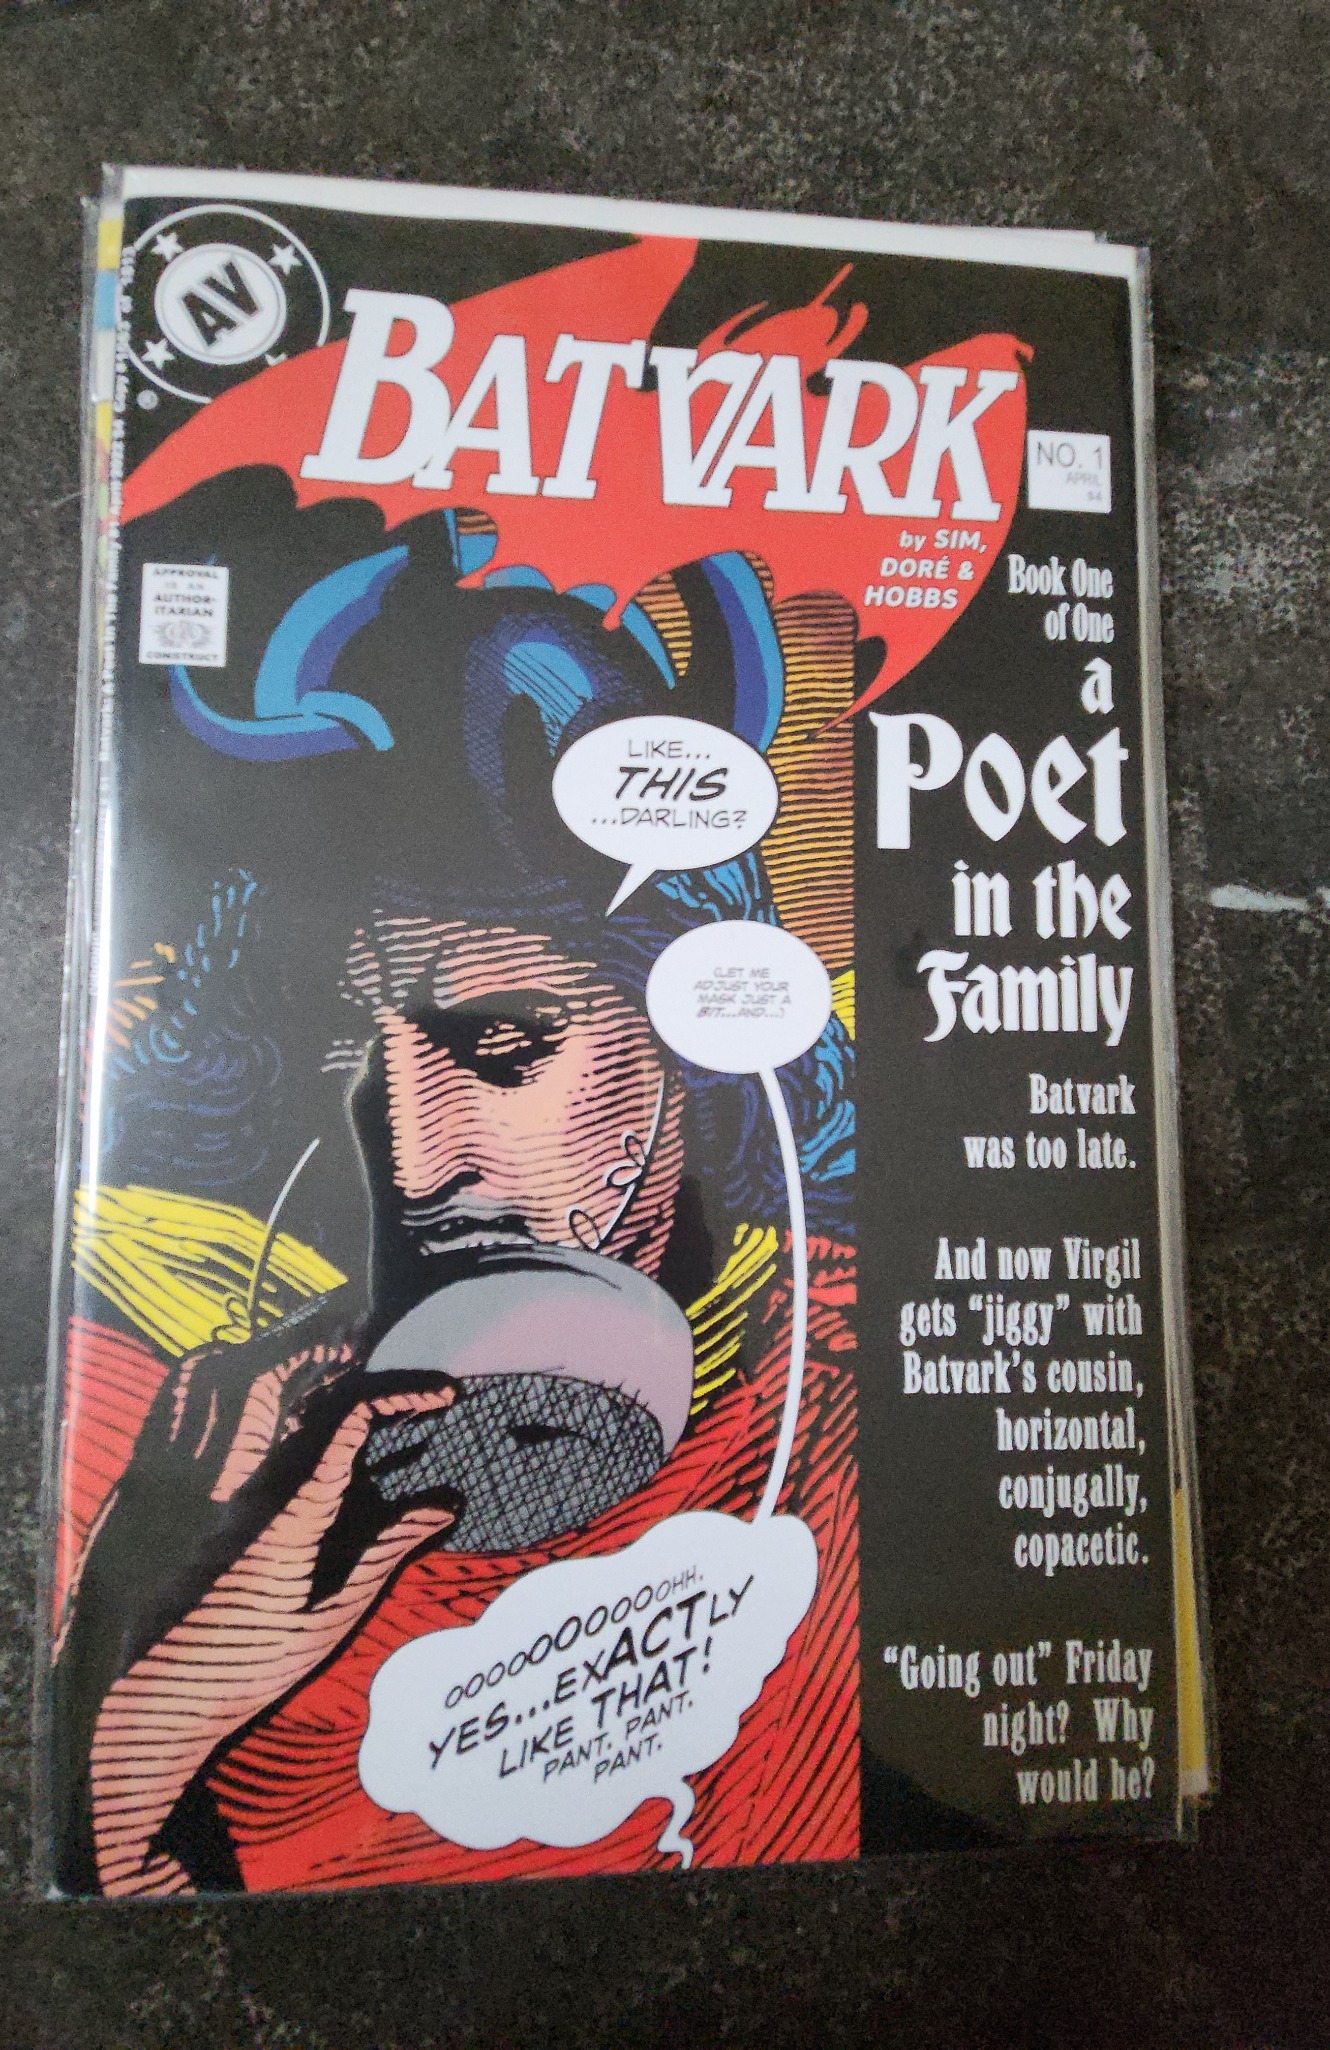 AV
BATVARK
NO. 1
APRIL
$4
by SIM,
DORÉ &
HOBBS
APPROVAL
IS AN
AUTHOR-
ITARIAN
CONSTRUCT
Book One
of One
a
Poet
in the
Family
LIKE...
THIS
...DARLING?
(LET ME
ADJUST YOUR
MASK JUST A
BIT...AND...)
Batvark
was too late.
And now Virgil
gets “jiggy” with
Batvark’s cousin,
horizontal,
conjugally,
copacetic.
“Going out” Friday
night? Why
would he?
OOOOOOOOOOOHH.
YES...EXACTLY
LIKE THAT!
PANT. PANT.
PANT.